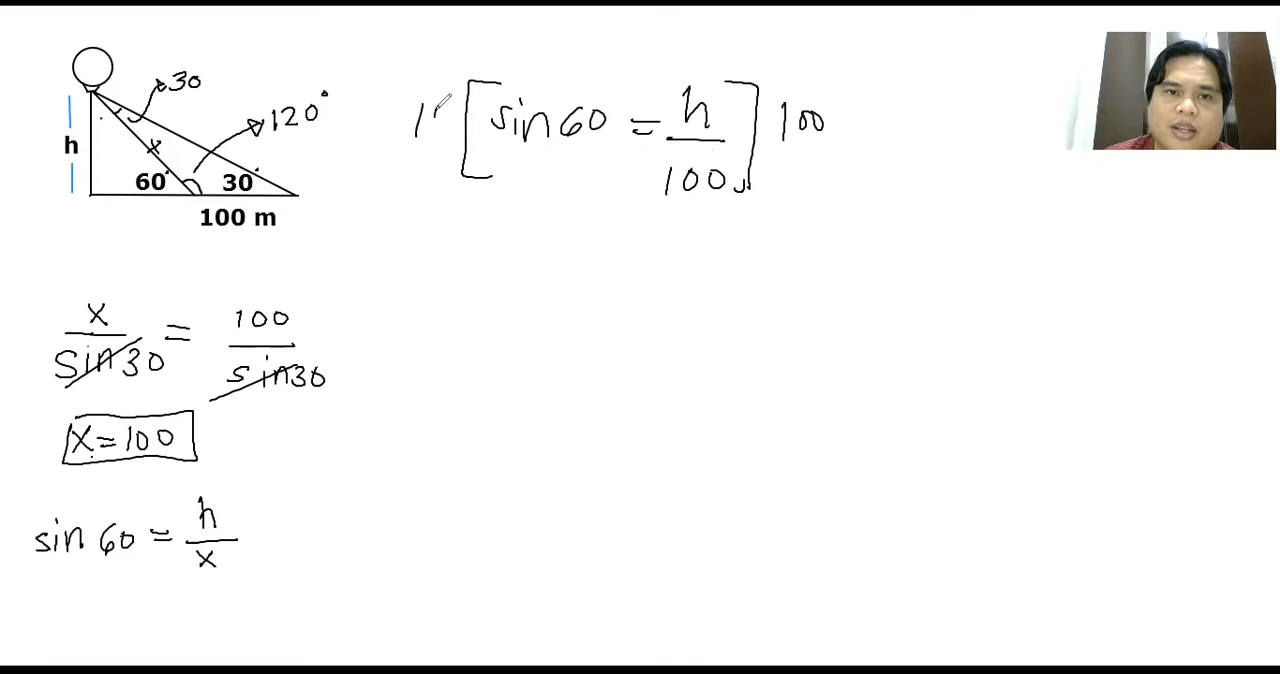 30
120°
h
x
60°
30°
100 m
1 [sin 60 = h/100] 100
x/sin 30 = 100/sin 30
x = 100
sin 60 = h/x